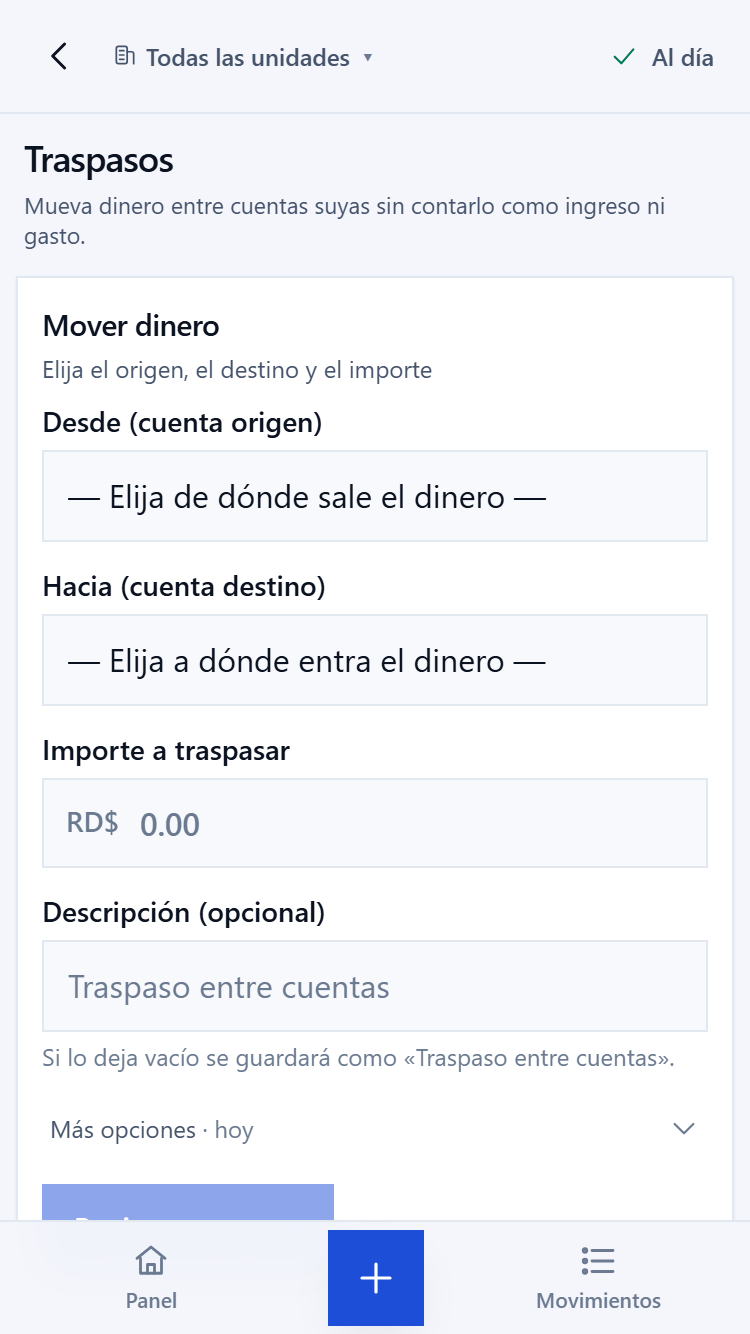 Todas las unidades ▾
Al día
Traspasos
Mueva dinero entre cuentas suyas sin contarlo como ingreso ni
gasto.
Mover dinero
Elija el origen, el destino y el importe
Desde (cuenta origen)
— Elija de dónde sale el dinero —
Hacia (cuenta destino)
— Elija a dónde entra el dinero —
Importe a traspasar
RD$ 0.00
Descripción (opcional)
Traspaso entre cuentas
Si lo deja vacío se guardará como «Traspaso entre cuentas».
Más opciones · hoy
Panel
Movimientos